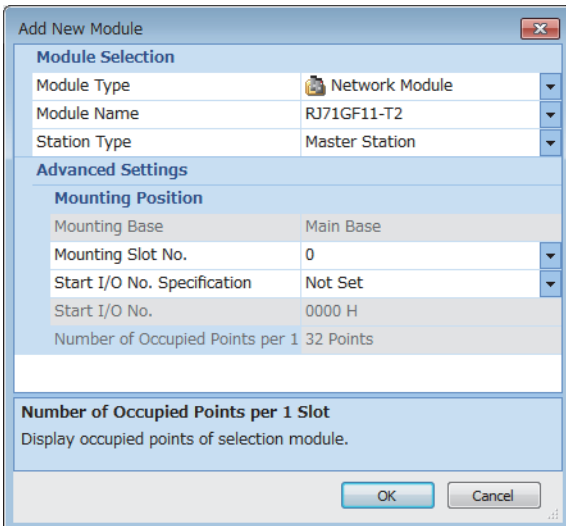 Add New Module
Module Selection
Module Type Network Module
Module Name RJ71GF11-T2
Station Type Master Station
Advanced Settings
Mounting Position
Mounting Base Main Base
Mounting Slot No. 0
Start I/O No. Specification Not Set
Start I/O No. 0000 H
Number of Occupied Points per 1 32 Points
Number of Occupied Points per 1 Slot
Display occupied points of selection module.
OK Cancel